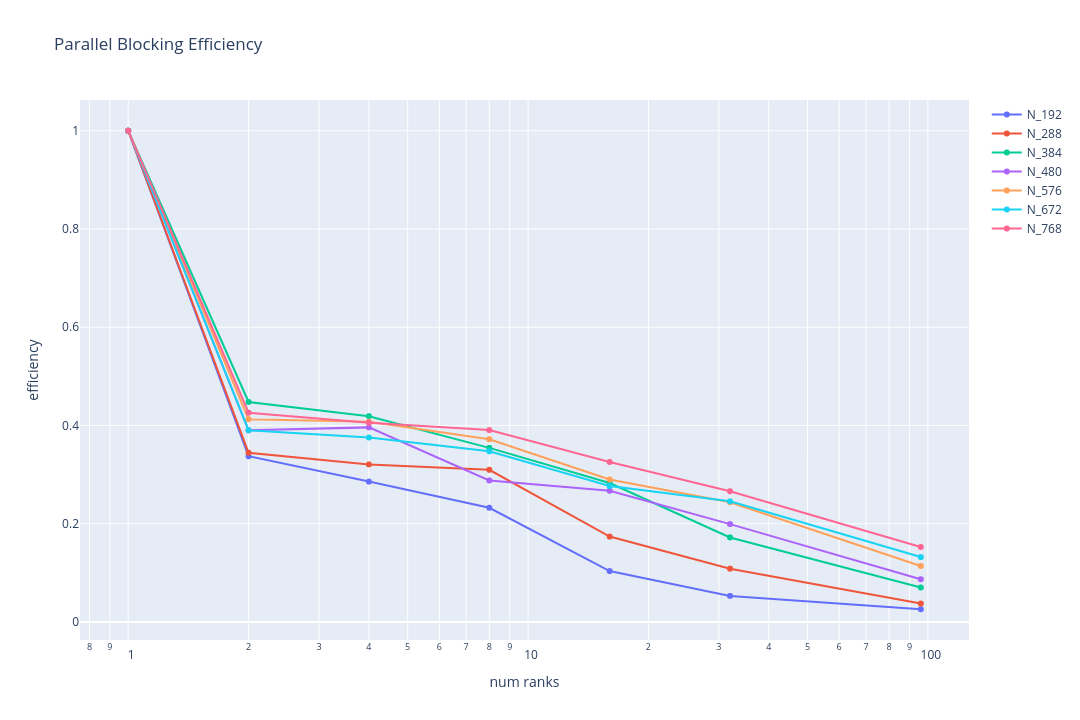 Parallel Blocking Efficiency
N_192
N_288
N_384
N_480
N_576
N_672
N_768
1
0.8
0.6
0.4
0.2
0
efficiency
8 9 2 3 4 5 6 7 8 9 2 3 4 5 6 7 8 9
1 10 100
num ranks